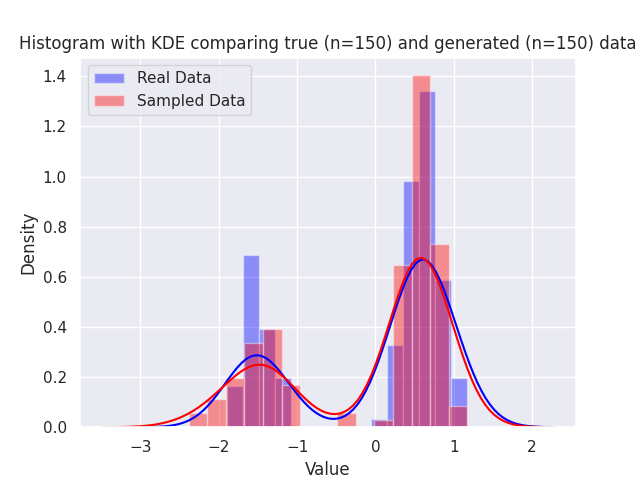 Histogram with KDE comparing true (n=150) and generated (n=150) data
Real Data
Sampled Data
Density
1.4
1.2
1.0
0.8
0.6
0.4
0.2
0.0
−3 −2 −1 0 1 2
Value